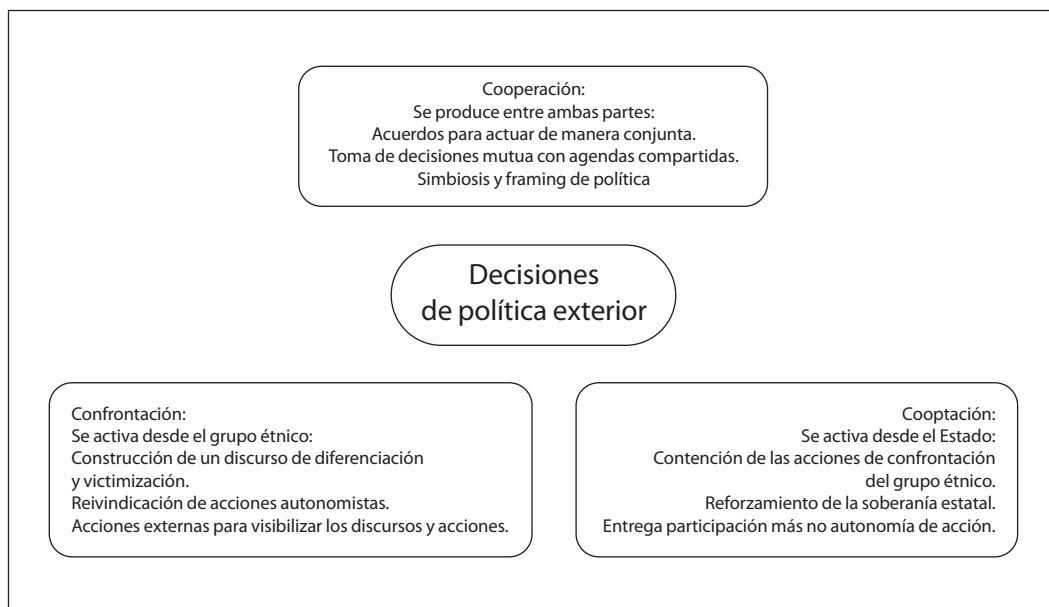 Cooperación:
Se produce entre ambas partes:
Acuerdos para actuar de manera conjunta.
Toma de decisiones mutua con agendas compartidas.
Simbiosis y framing de política
Decisiones
de política exterior
Confrontación:
Se activa desde el grupo étnico:
Construcción de un discurso de diferenciación
y victimización.
Reivindicación de acciones autonomistas.
Acciones externas para visibilizar los discursos y acciones.
Cooptación:
Se activa desde el Estado:
Contención de las acciones de confrontación
del grupo étnico.
Reforzamiento de la soberanía estatal.
Entrega participación más no autonomía de acción.